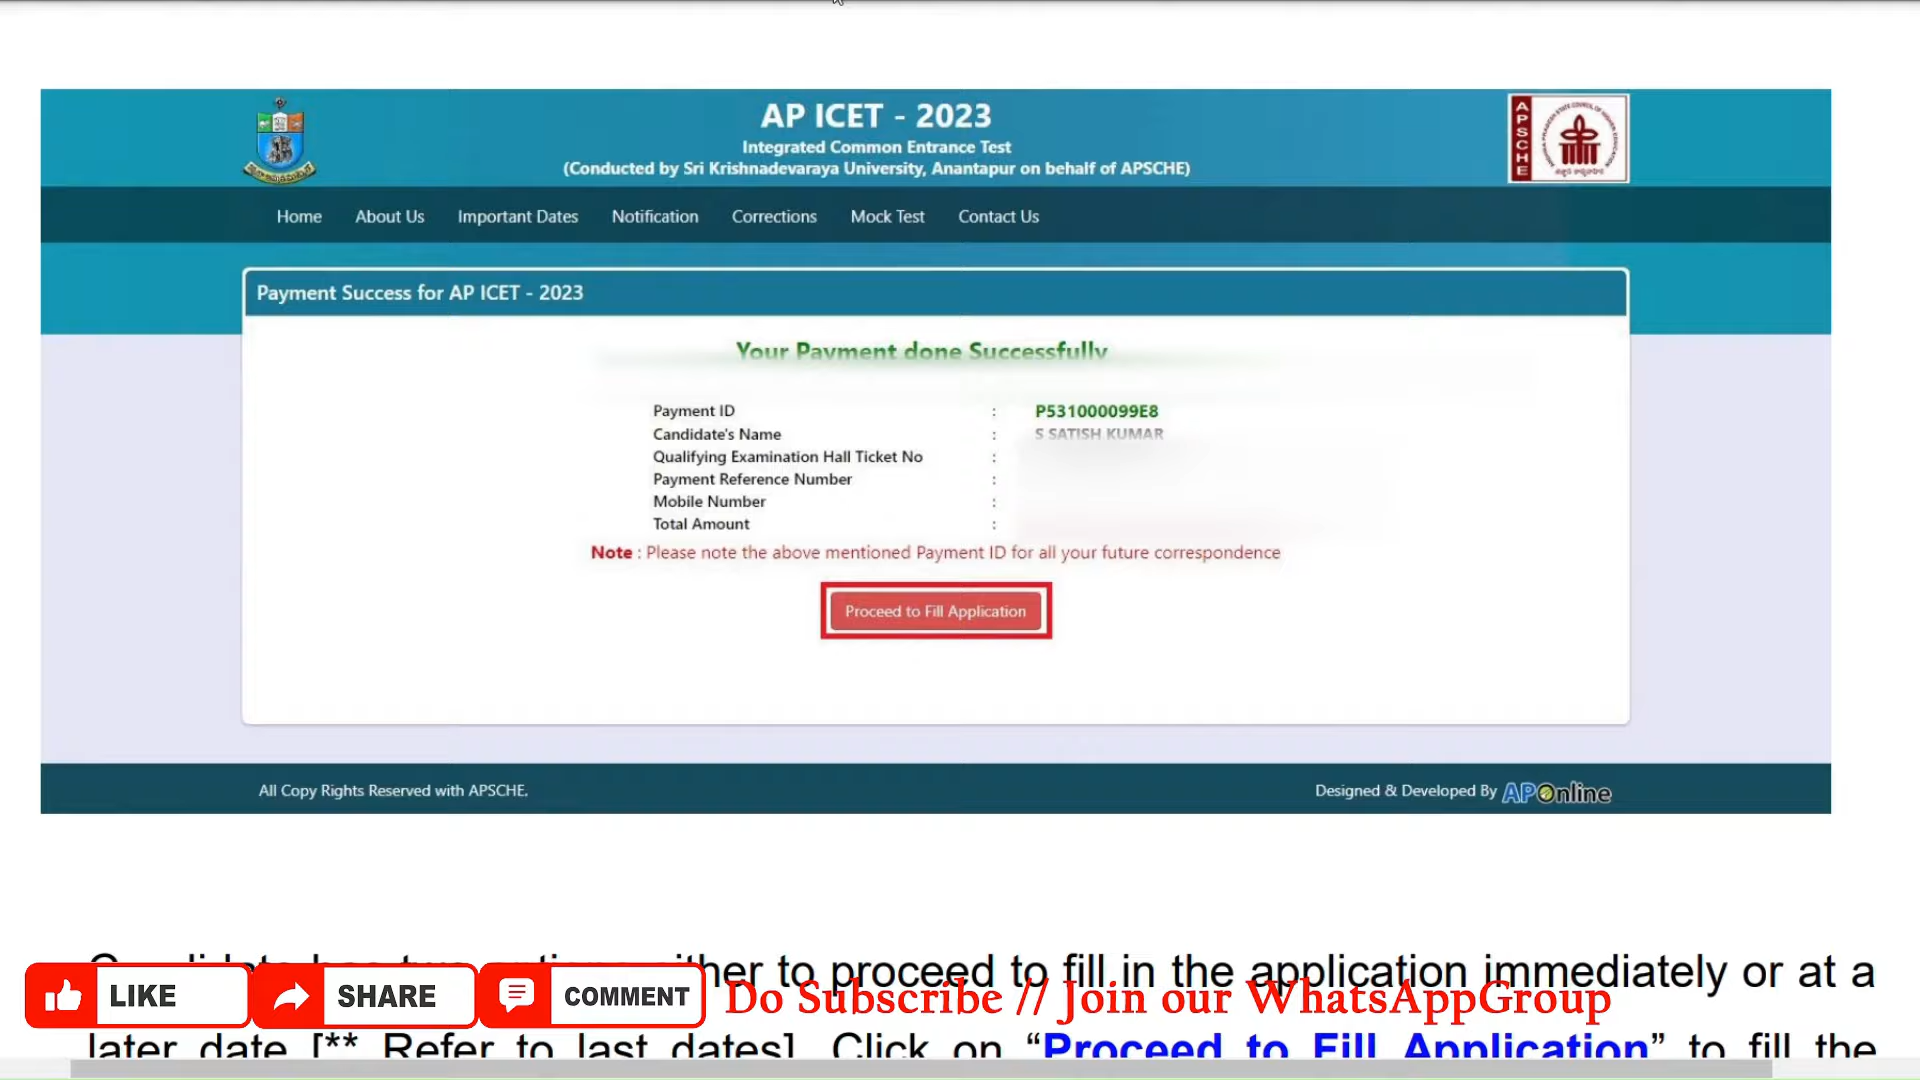 AP ICET - 2023
Integrated Common Entrance Test
(Conducted by Sri Krishnadevaraya University, Anantapur on behalf of APSCHE)
APSCHE
Home About Us Important Dates Notification Corrections Mock Test Contact Us
Payment Success for AP ICET - 2023
Your Payment done Successfully
Payment ID : P531000099E8
Candidate's Name : S SATISH KUMAR
Qualifying Examination Hall Ticket No :
Payment Reference Number :
Mobile Number :
Total Amount :
Note : Please note the above mentioned Payment ID for all your future correspondence
Proceed to Fill Application
All Copy Rights Reserved with APSCHE.
Designed & Developed By APOnline
Candidate has two options either to proceed to fill in the application immediately or at a
LIKE SHARE COMMENT Do Subscribe // Join our WhatsAppGroup
later date [** Refer to last dates]. Click on “Proceed to Fill Application” to fill the